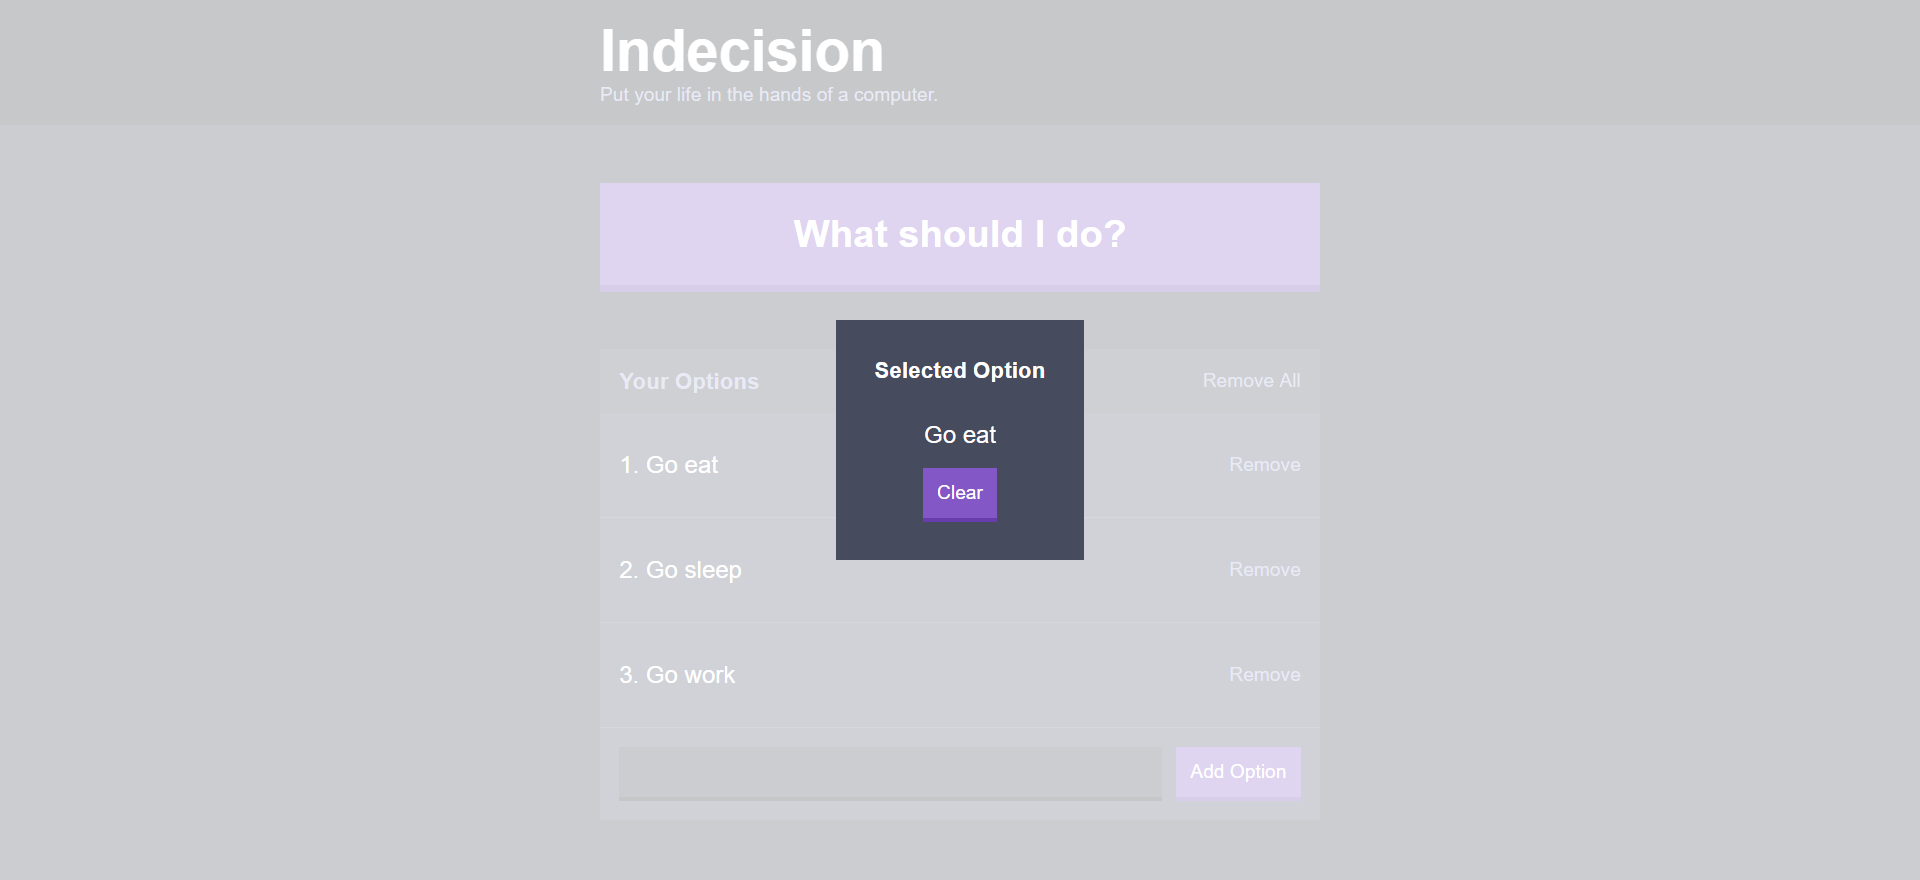 Indecision
Put your life in the hands of a computer.
What should I do?
Selected Option
Go eat
Clear
Your Options
Remove All
1. Go eat
Remove
2. Go sleep
Remove
3. Go work
Remove
Add Option